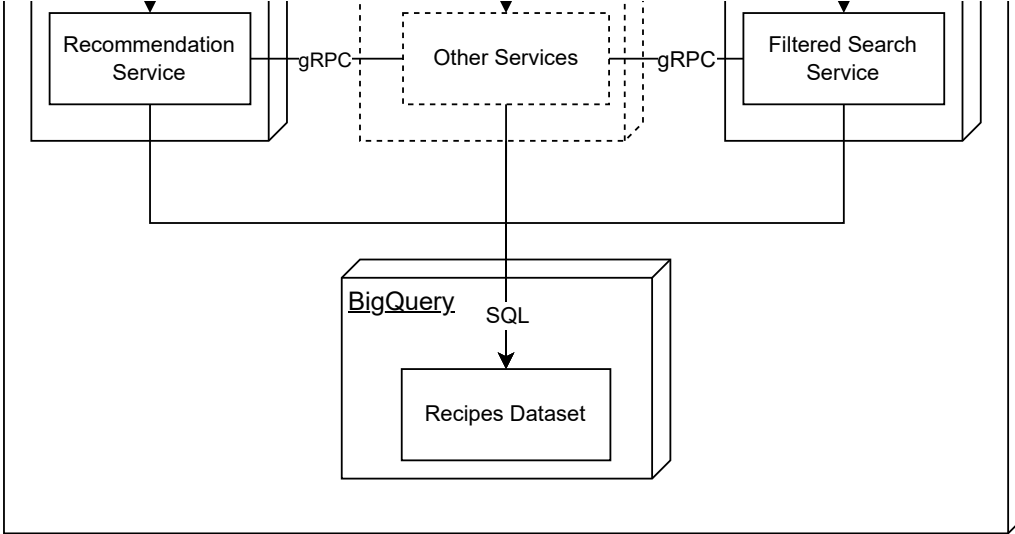 Recommendation
Service
gRPC
Other Services
gRPC
Filtered Search
Service
BigQuery
SQL
Recipes Dataset